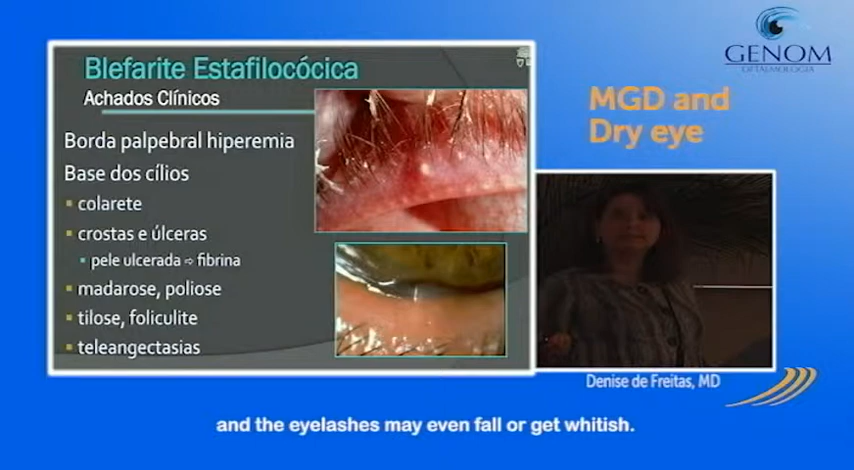 GENOM
OFTALMOLOGIA
Blefarite Estafilocócica
Achados Clínicos
Borda palpebral hiperemia
Base dos cílios
colarete
crostas e úlceras
pele ulcerada ⇨ fibrina
madarose, poliose
tilose, foliculite
teleangectasias
MGD and
Dry eye
Denise de Freitas, MD
and the eyelashes may even fall or get whitish.